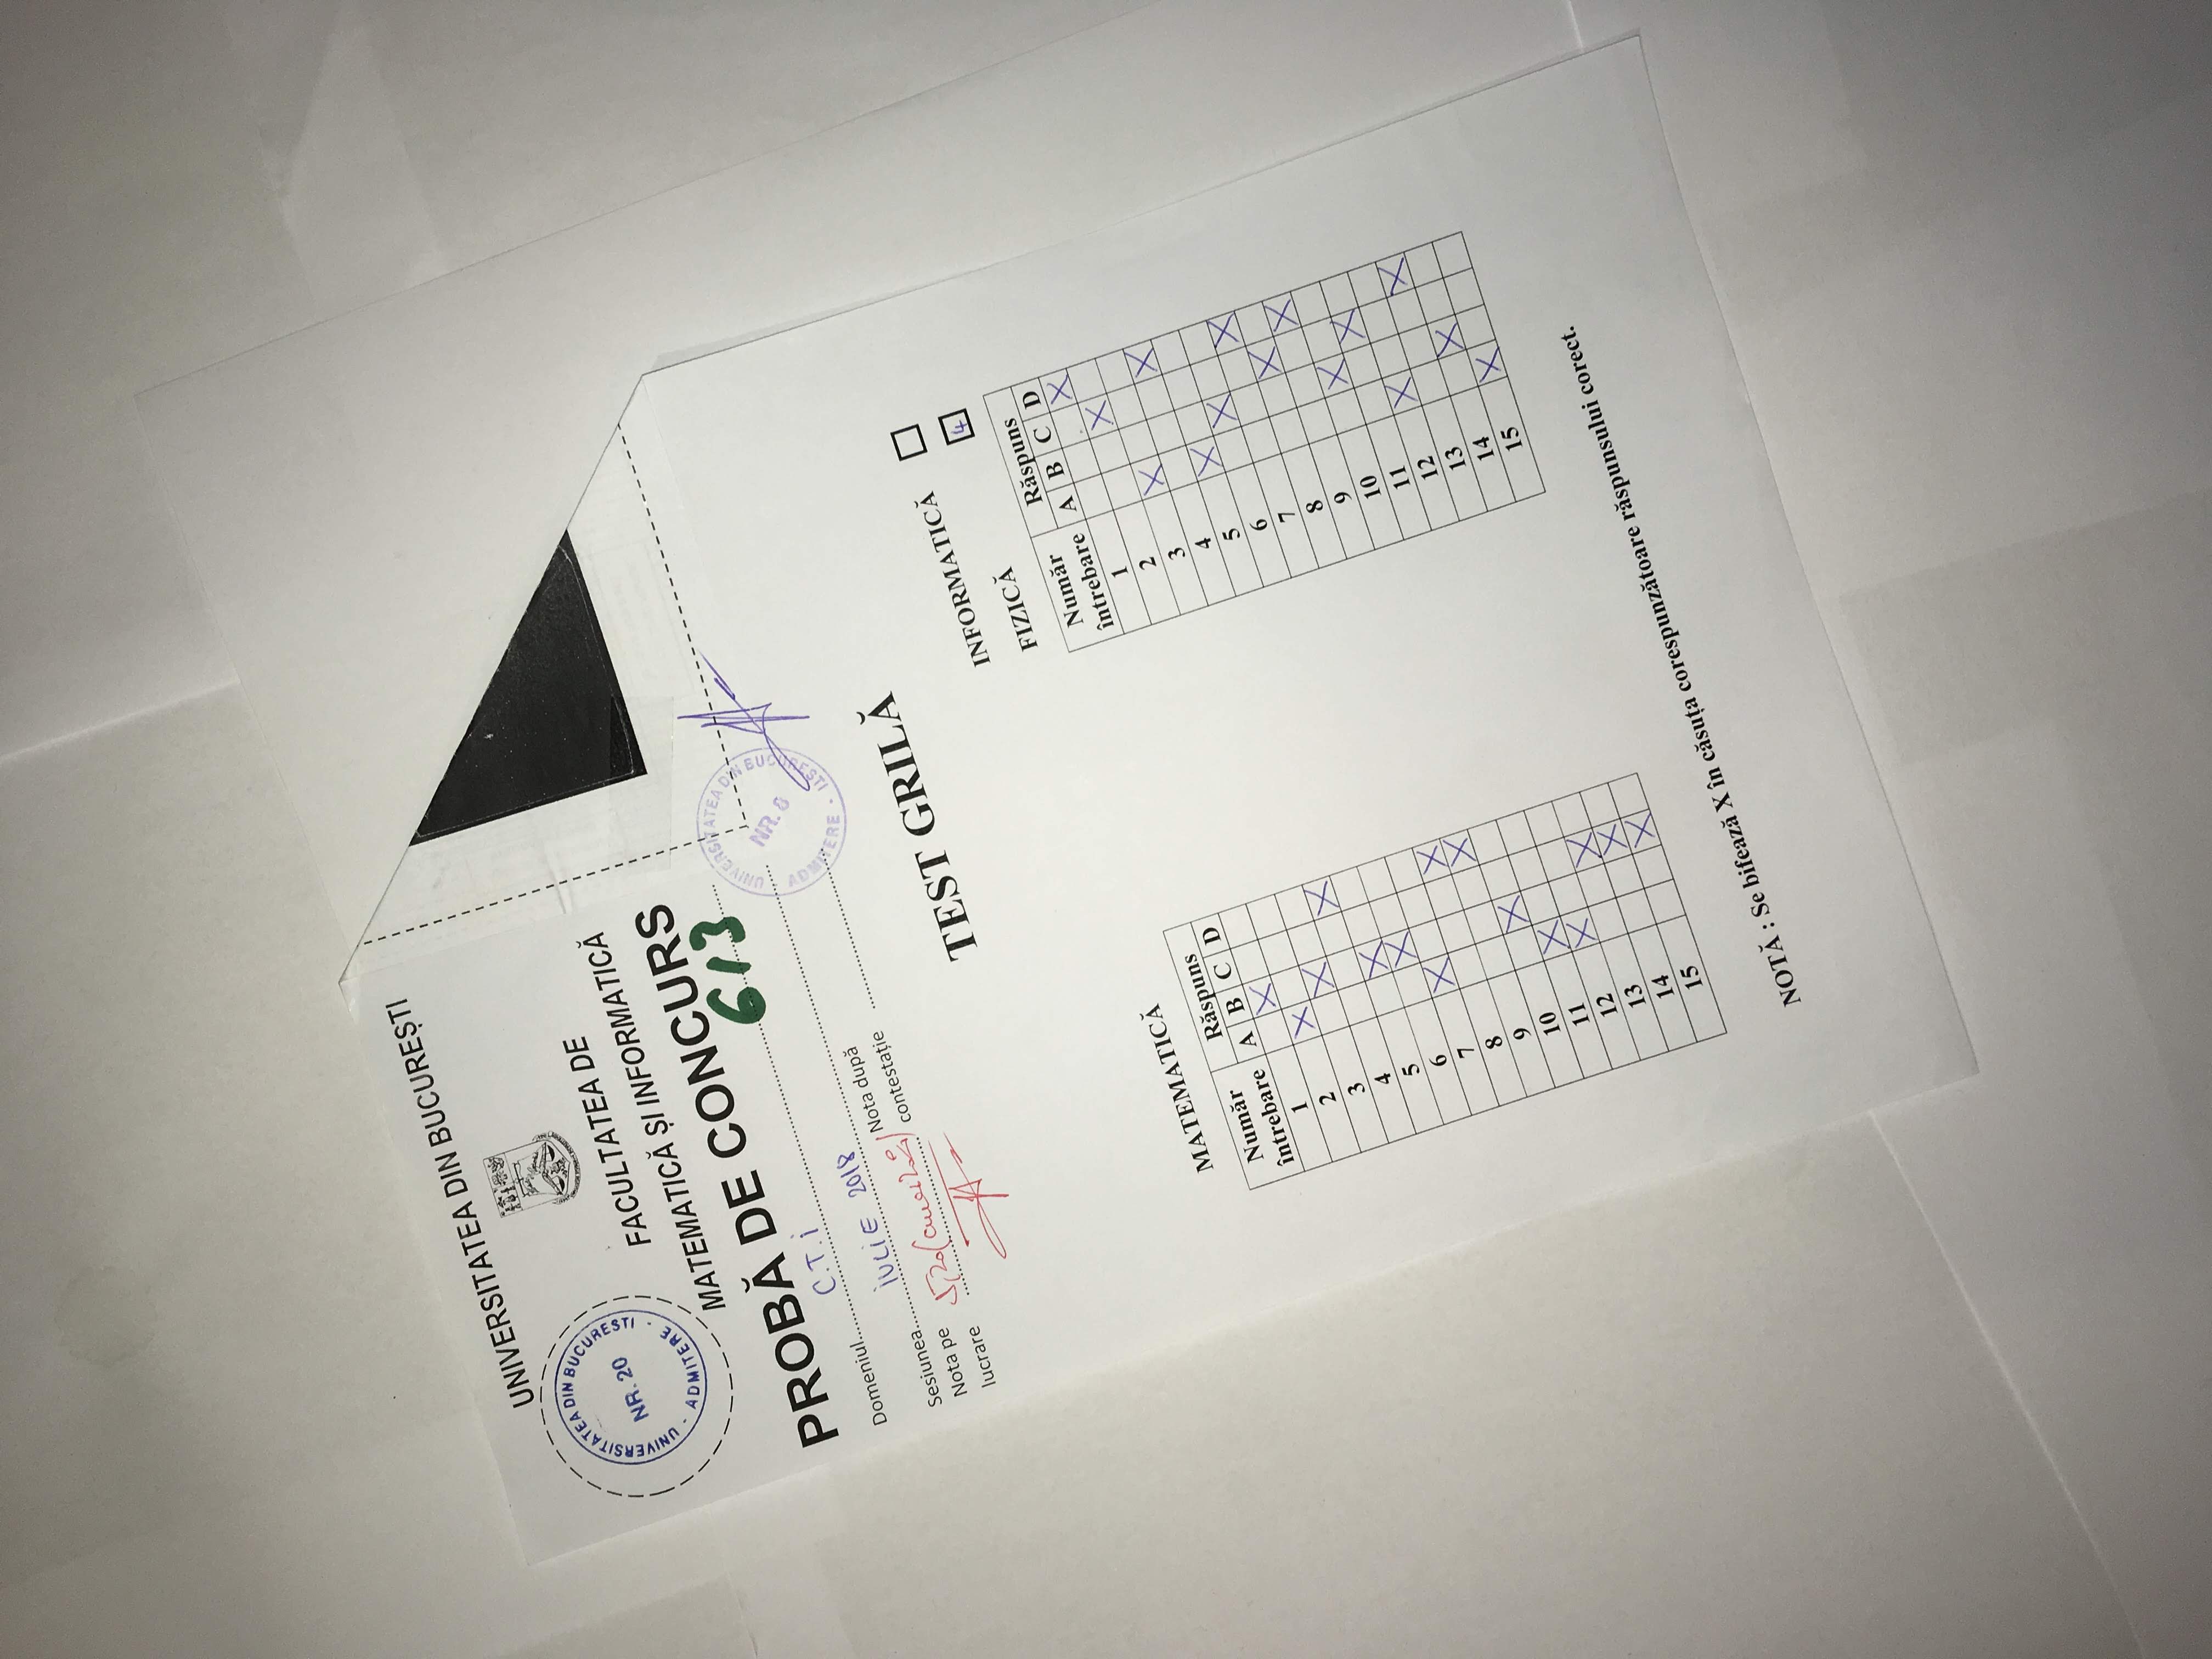 UNIVERSITATEA DIN BUCUREȘTI
FACULTATEA DE
MATEMATICĂ ȘI INFORMATICĂ
UNIVERSITATEA DIN BUCURESTI
NR. 20
ADMITERE
PROBĂ DE CONCURS
613
Domeniul C.T.i
Sesiunea iULiE 2018
Nota pe
lucrare 5,20
Nota după
contestație
UNIVERSITATEA DIN BUCURESTI
NR. 8
ADMITERE
TEST GRILĂ
MATEMATICĂ
Număr
întrebare
Răspuns
A B C D
1 X
2 X
3 X
4 X
5 X
6 X
7 X
8 X
9 X
10 X
11 X
12 X
13 X
14 X
15 X
INFORMATICĂ
FIZICĂ 4
Număr
întrebare
Răspuns
A B C D
1 X
2 X
3 X
4 X
5 X
6 X
7 X
8 X
9 X
10 X
11 X
12 X
13 X
14 X
15 X
NOTĂ : Se bifează X în căsuța corespunzătoare răspunsului corect.